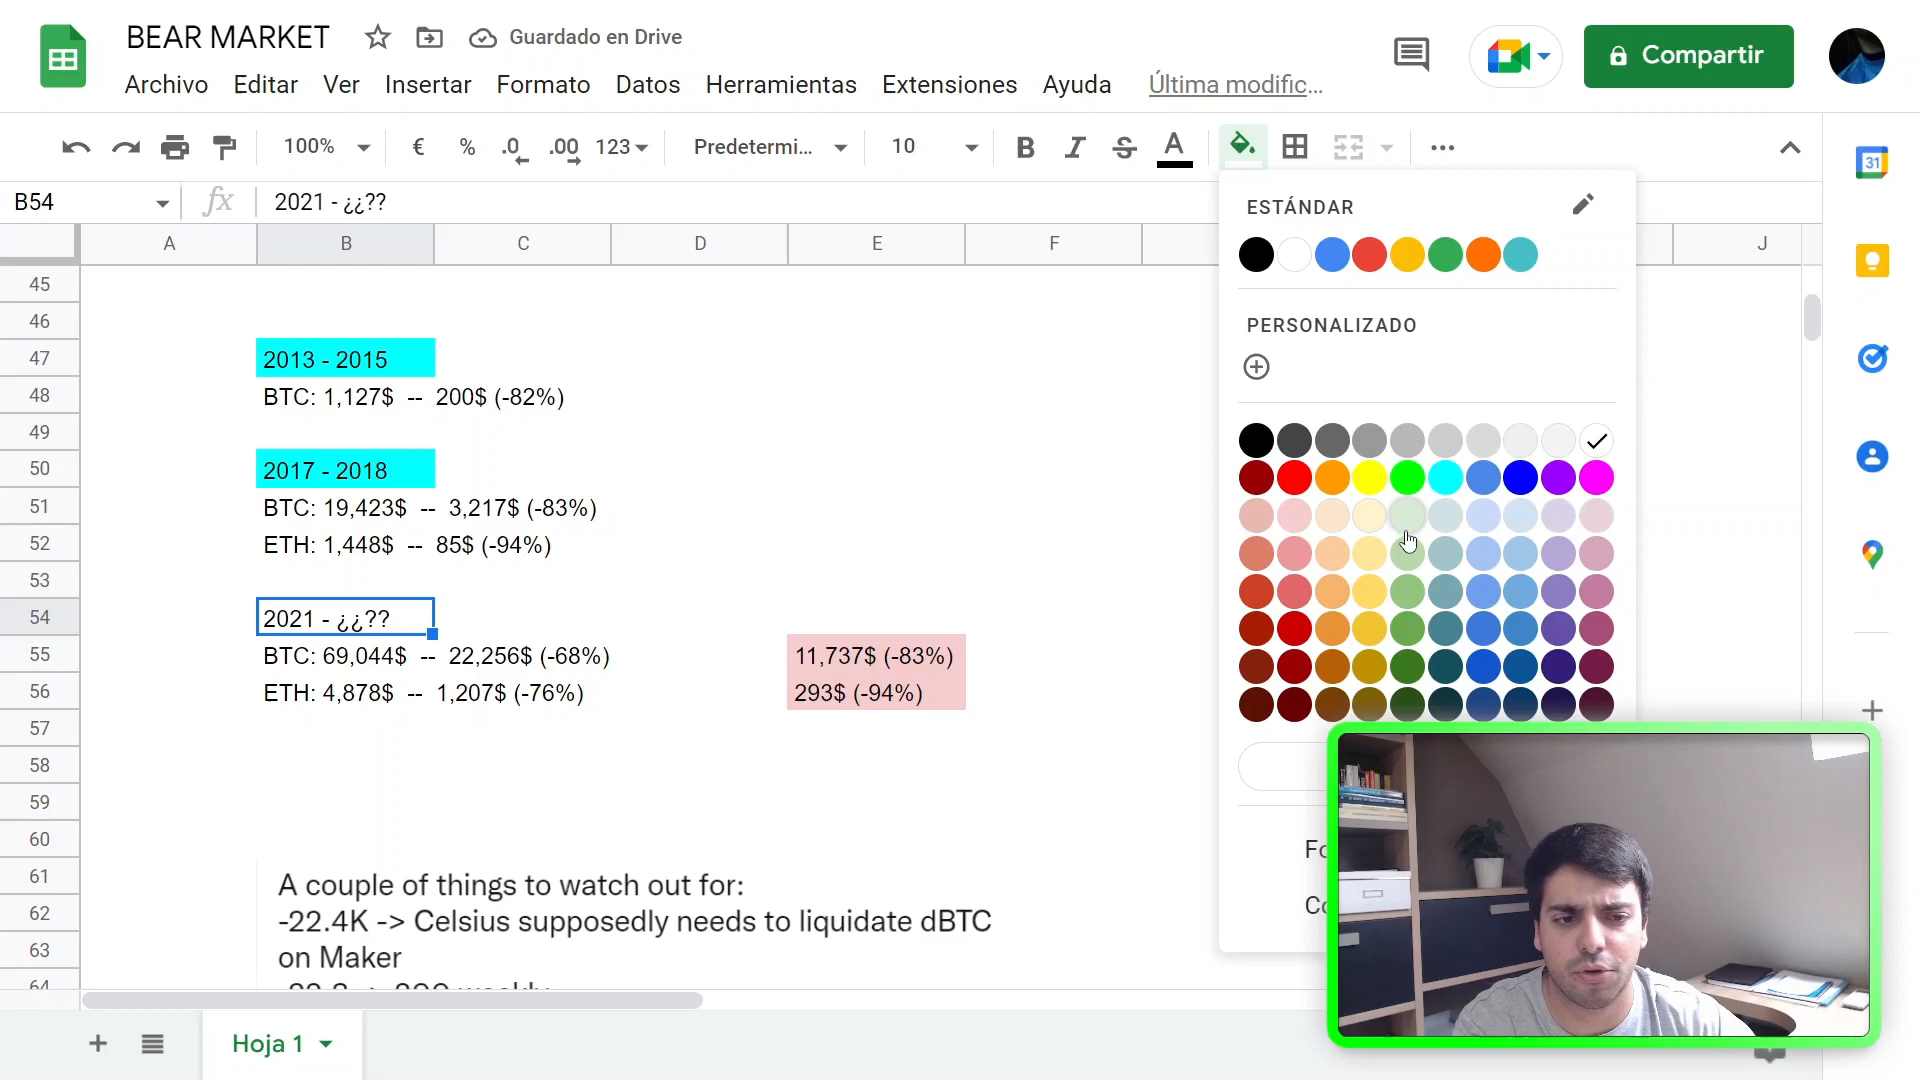 BEAR MARKET
Guardado en Drive
Compartir
Archivo Editar Ver Insertar Formato Datos Herramientas Extensiones Ayuda Última modific...
100% € % .0 .00 123 Predetermi... 10 B I S A
31
B54 fx 2021 - ¿¿??
ESTÁNDAR
A B C D E F J
45
46
PERSONALIZADO
47 2013 - 2015
48 BTC: 1,127$ -- 200$ (-82%)
49
50 2017 - 2018
51 BTC: 19,423$ -- 3,217$ (-83%)
52 ETH: 1,448$ -- 85$ (-94%)
53
54 2021 - ¿¿??
55 BTC: 69,044$ -- 22,256$ (-68%) 11,737$ (-83%)
56 ETH: 4,878$ -- 1,207$ (-76%) 293$ (-94%)
57
58
59
60
61 A couple of things to watch out for:
62 -22.4K -> Celsius supposedly needs to liquidate dBTC
63 on Maker
64
Fo
Co
Hoja 1